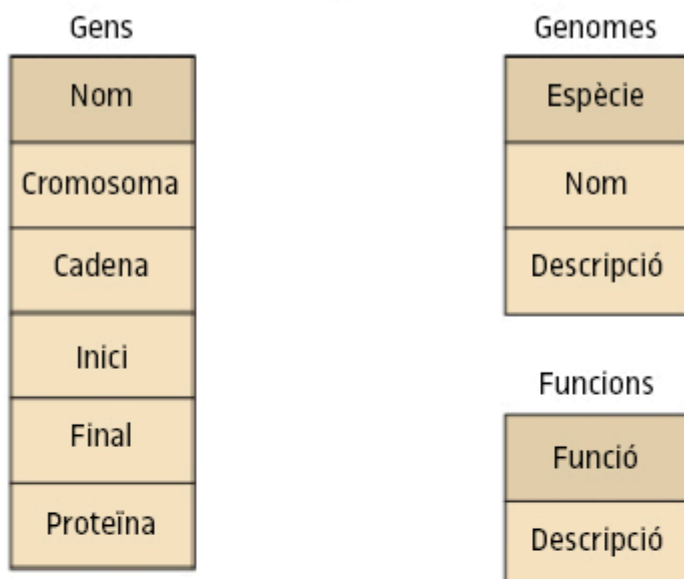 Gens
Nom
Cromosoma
Cadena
Inici
Final
Proteïna
Genomes
Espècie
Nom
Descripció
Funcions
Funció
Descripció